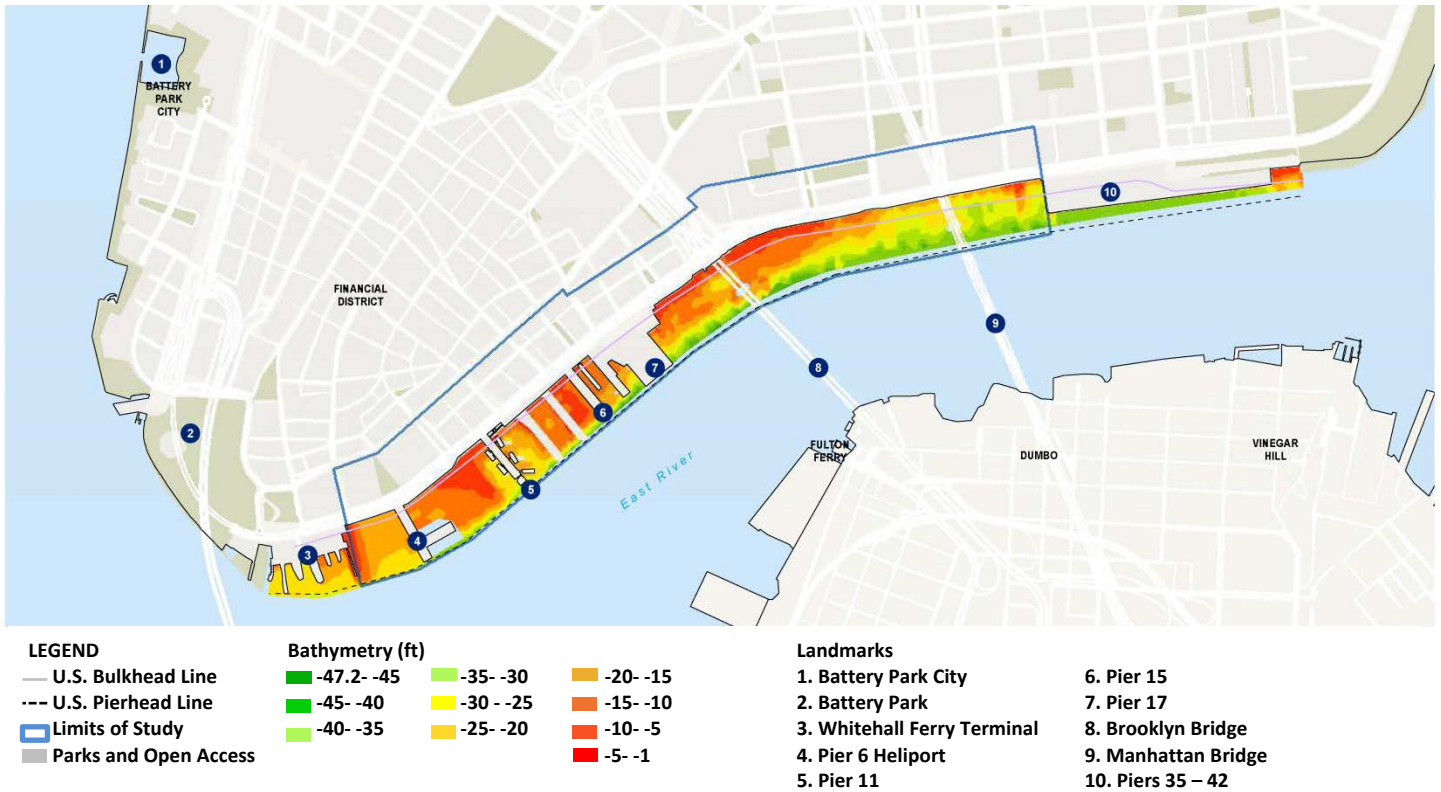 1
BATTERY
PARK
CITY
10
FINANCIAL
DISTRICT
9
7
8
6
2
FULTON
FERRY
DUMBO
VINEGAR
HILL
5
East River
4
3
LEGEND
U.S. Bulkhead Line
U.S. Pierhead Line
Limits of Study
Parks and Open Access
Bathymetry (ft)
-47.2- -45
-45- -40
-40- -35
-35- -30
-30 - -25
-25- -20
-20- -15
-15- -10
-10- -5
-5- -1
Landmarks
1. Battery Park City
2. Battery Park
3. Whitehall Ferry Terminal
4. Pier 6 Heliport
5. Pier 11
6. Pier 15
7. Pier 17
8. Brooklyn Bridge
9. Manhattan Bridge
10. Piers 35 – 42